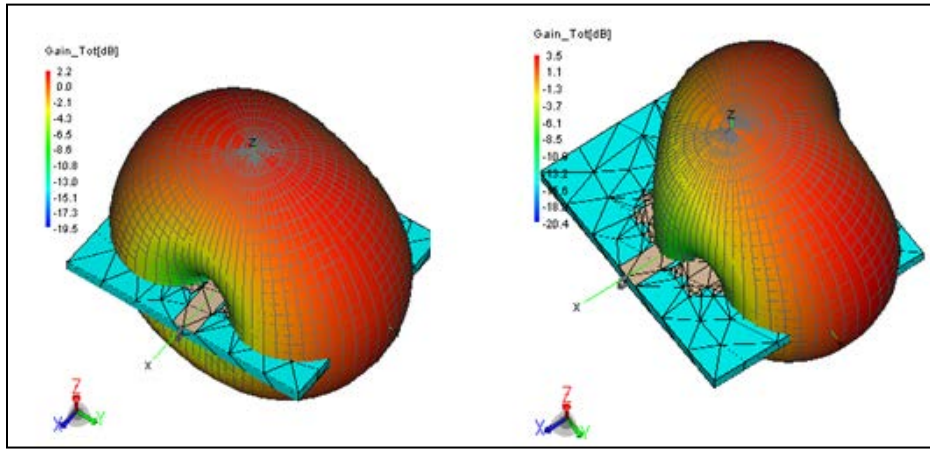 Gain_Tot[dB]
2.2
0.0
-2.1
-4.3
-6.5
-8.6
-10.8
-13.0
-15.1
-17.3
-19.5
Z
X
Z
X
Y
Gain_Tot[dB]
3.5
1.1
-1.3
-3.7
-6.1
-8.5
-20.4
Z
X
Z
X
Y